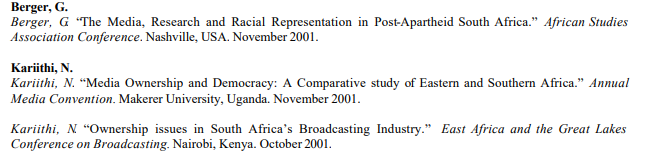 Berger, G.
Berger, G. “The Media, Research and Racial Representation in Post-Apartheid South Africa.” African Studies
Association Conference. Nashville, USA. November 2001.
Kariithi, N.
Kariithi, N. “Media Ownership and Democracy: A Comparative study of Eastern and Southern Africa.” Annual
Media Convention. Makerer University, Uganda. November 2001.
Kariithi, N. “Ownership issues in South Africa’s Broadcasting Industry.” East Africa and the Great Lakes
Conference on Broadcasting. Nairobi, Kenya. October 2001.